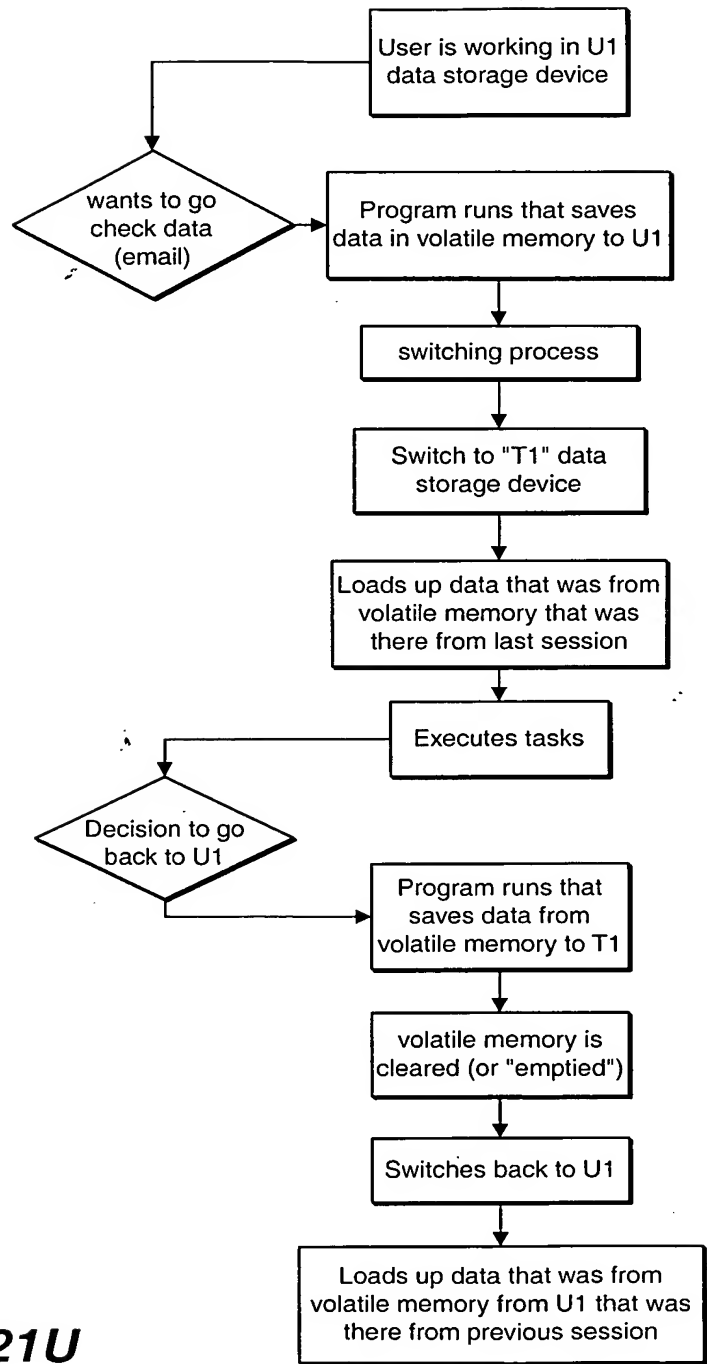 User is working in U1
data storage device
wants to go
check data
(email)
Program runs that saves
data in volatile memory to U1
switching process
Switch to "T1" data
storage device
Loads up data that was from
volatile memory that was
there from last session
Executes tasks
Decision to go
back to U1
Program runs that
saves data from
volatile memory to T1
volatile memory is
cleared (or "emptied")
Switches back to U1
Loads up data that was from
volatile memory from U1 that was
there from previous session
21U